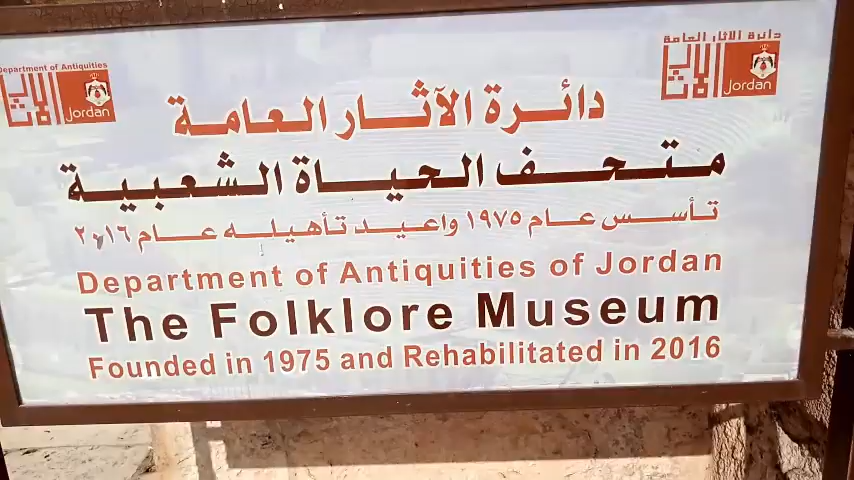 Department of Antiquities
الآثار
Jordan
دائرة الآثار العامة
الآثار
Jordan
دائرة الآثار العامة
متحف الحياة الشعبية
تأسس عام ١٩٧٥ واعيد تأهيله عام ٢٠١٦
Department of Antiquities of Jordan
The Folklore Museum
Founded in 1975 and Rehabilitated in 2016